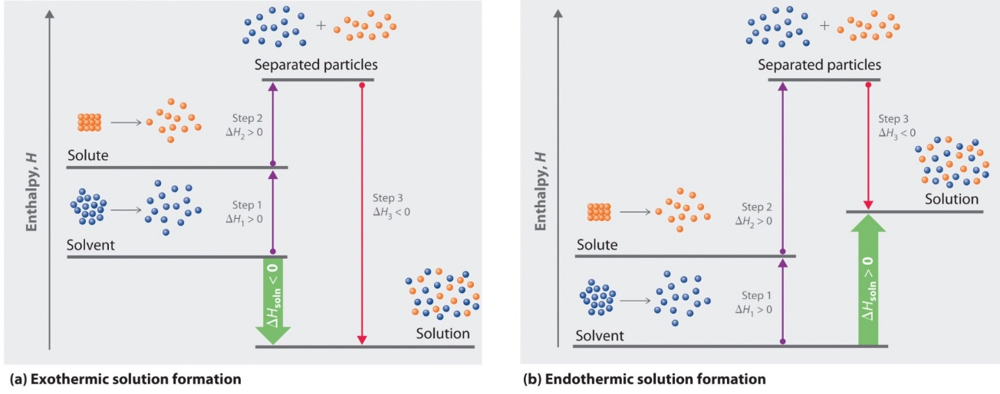 Enthalpy, H
+
Separated particles
Step 2
ΔH₂ > 0
Solute
Step 1
ΔH₁ > 0
Solvent
Step 3
ΔH₃ < 0
ΔHsoln < 0
Solution
(a) Exothermic solution formation
Enthalpy, H
+
Separated particles
Step 3
ΔH₃ < 0
Solution
Step 2
ΔH₂ > 0
Solute
Step 1
ΔH₁ > 0
Solvent
ΔHsoln > 0
(b) Endothermic solution formation